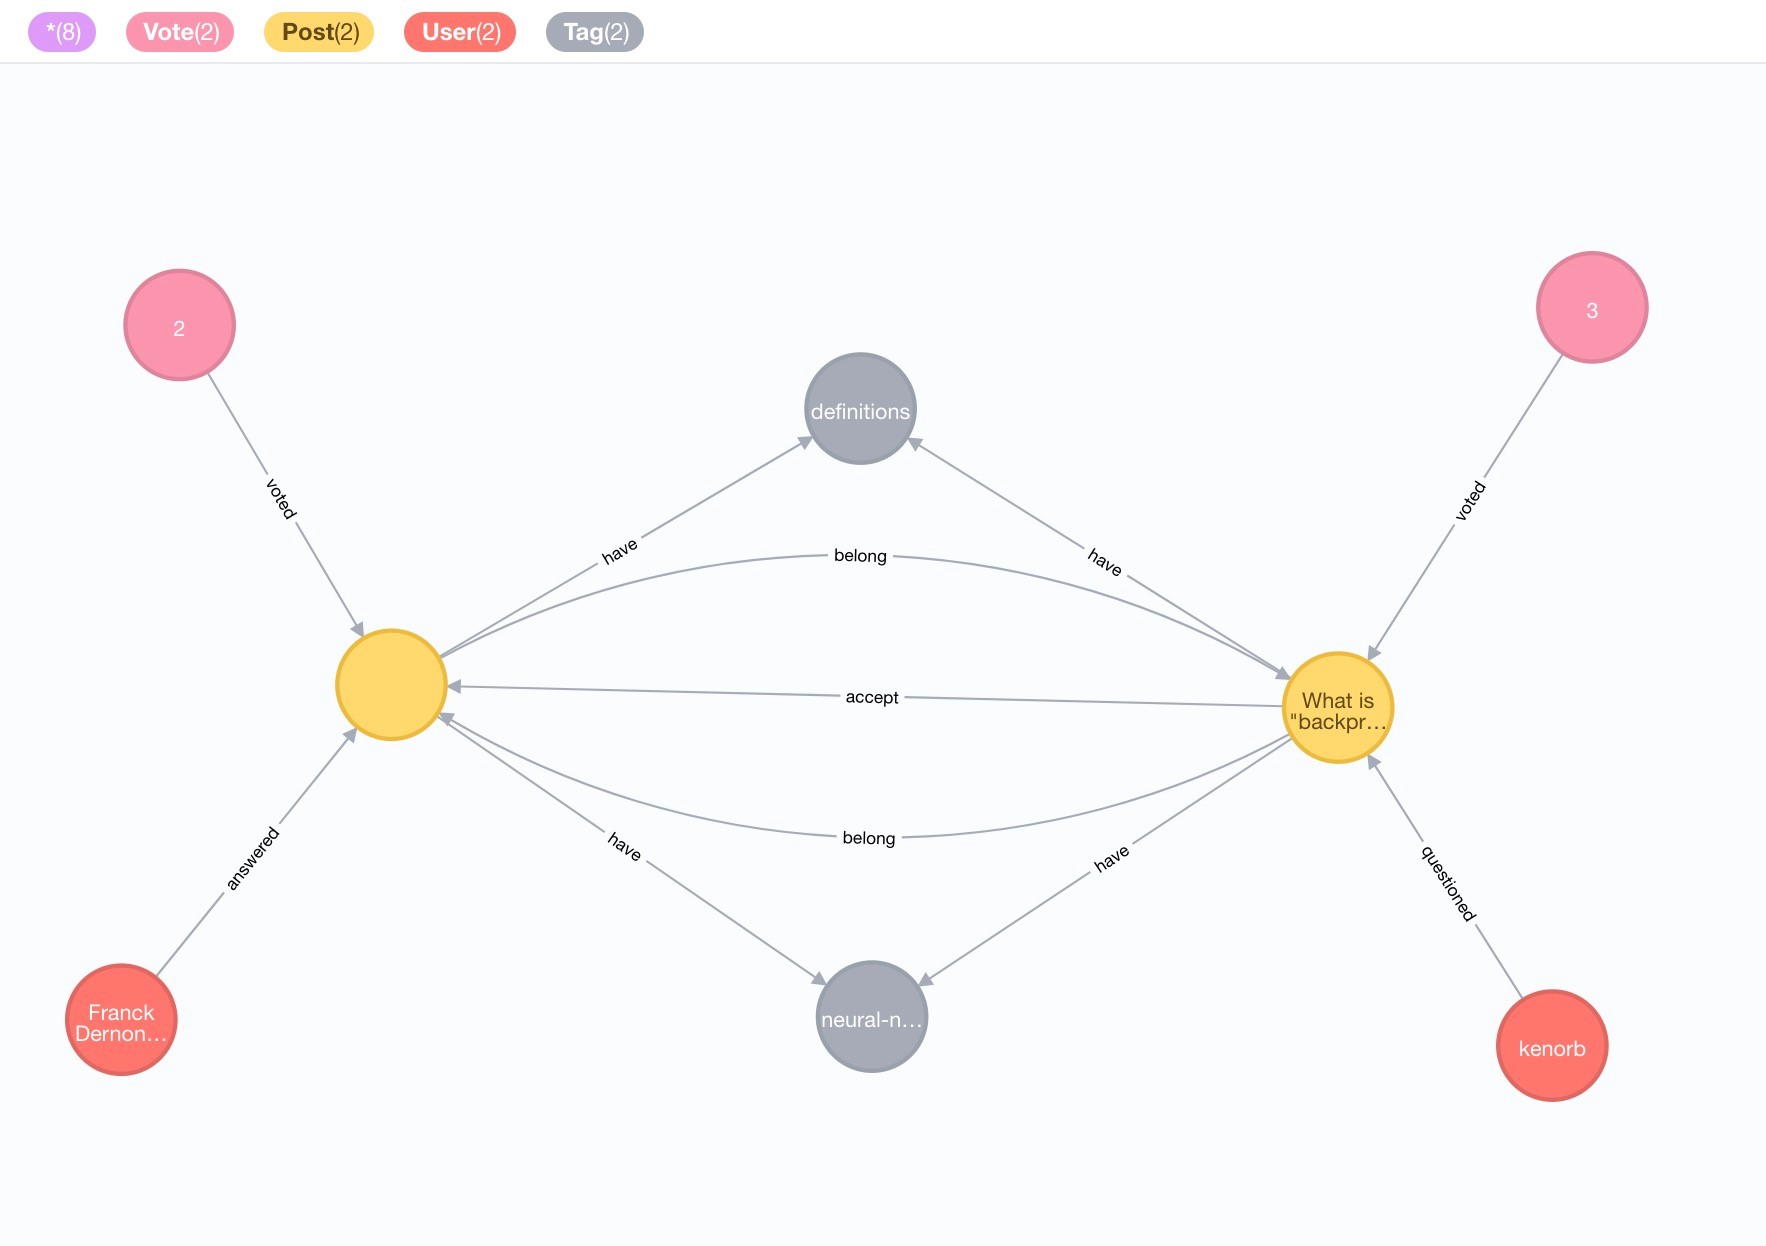 *(8) Vote(2) Post(2) User(2) Tag(2)
2
3
definitions
voted
voted
have
belong
have
accept
What is
"backpr…
have
belong
have
answered
questioned
Franck
Dernon…
neural-n…
kenorb